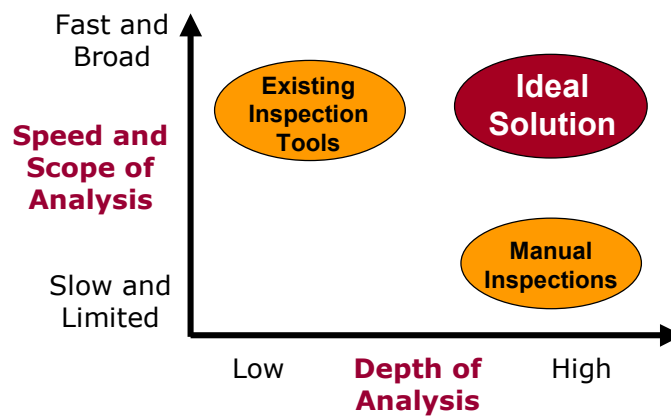 Fast and
Broad
Existing
Inspection
Tools
Ideal
Solution
Speed and
Scope of
Analysis
Manual
Inspections
Slow and
Limited
Low
Depth of
Analysis
High